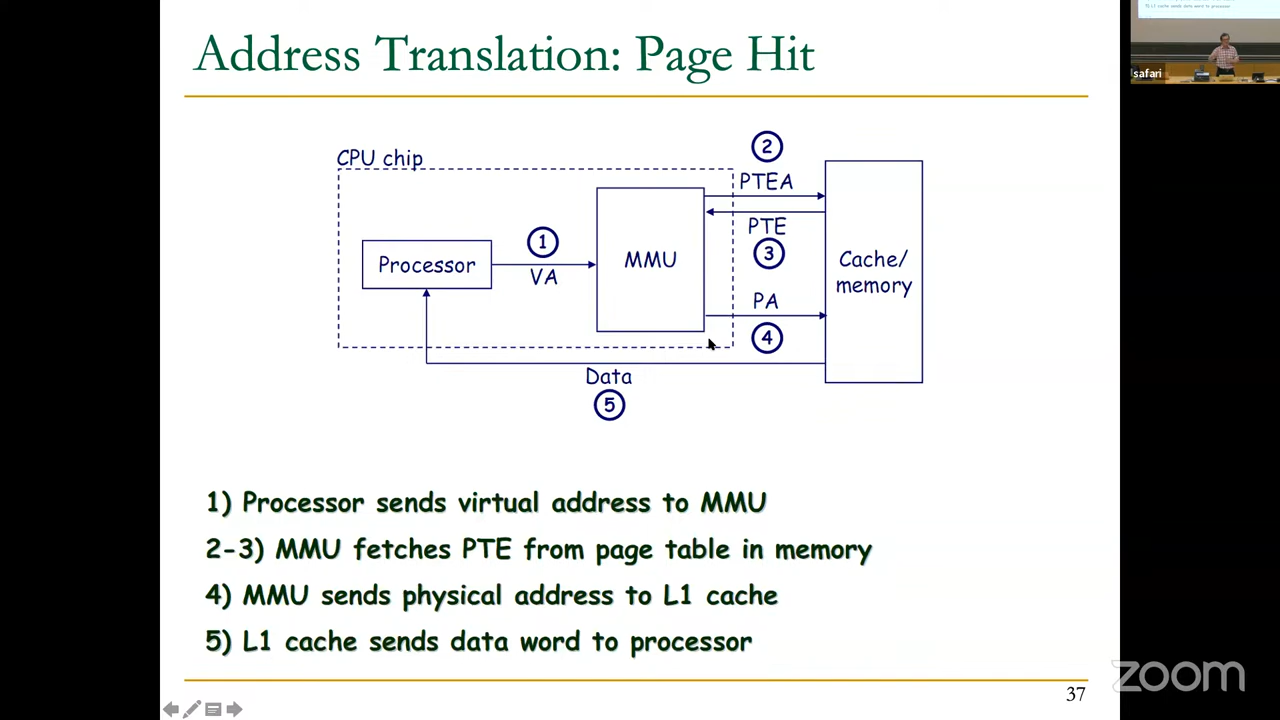 Address Translation: Page Hit
CPU chip
2
PTEA
PTE
3
1
VA
Processor
MMU
Cache/
memory
PA
4
Data
5
1) Processor sends virtual address to MMU
2-3) MMU fetches PTE from page table in memory
4) MMU sends physical address to L1 cache
5) L1 cache sends data word to processor
37
safari
zoom